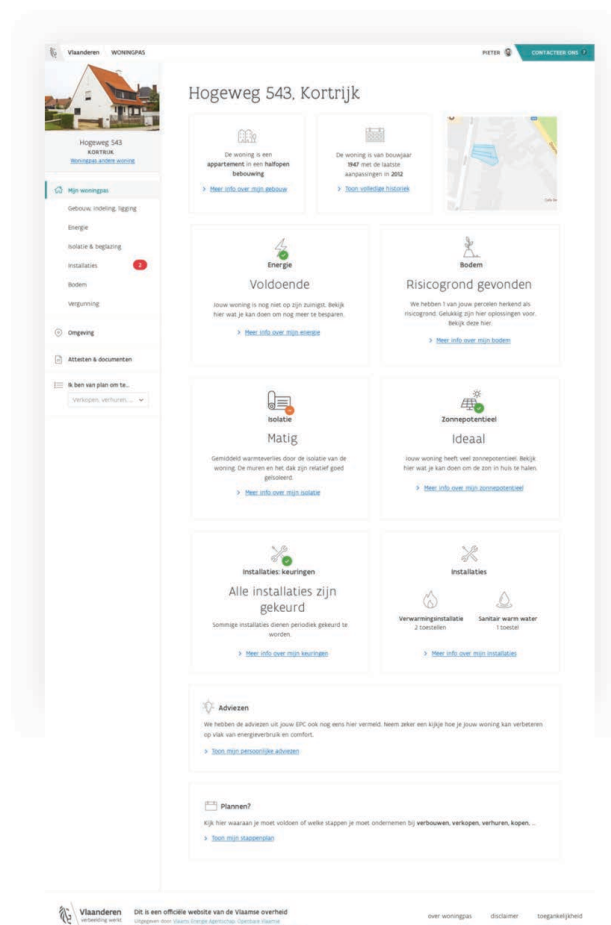 Vlaanderen WONINGPAS
PIETER
CONTACTEER ONS
Hogeweg 543
KORTRIJK
Woningpas andere woning
Mijn woningpas
Gebouw, indeling, ligging
Energie
Isolatie & beglazing
Installaties 2
Bodem
Vergunning
Omgeving
Attesten & documenten
Ik ben van plan om te...
Verkopen, verhuren, ...
Hogeweg 543, Kortrijk
De woning is een
appartement in een halfopen
bebouwing
> Meer info over mijn gebouw
De woning is van bouwjaar
1947 met de laatste
aanpassingen in 2012
> Toon volledige historiek
Energie
Voldoende
Jouw woning is nog niet op zijn zuinigst. Bekijk
hier wat je kan doen om nog meer te besparen.
> Meer info over mijn energie
Bodem
Risicogrond gevonden
We hebben 1 van jouw percelen herkend als
risicogrond. Gelukkig zijn hier oplossingen voor.
Bekijk deze hier.
> Meer info over mijn bodem
Isolatie
Matig
Gemiddeld warmteverlies door de isolatie van de
woning. De muren en het dak zijn relatief goed
geïsoleerd.
> Meer info over mijn isolatie
Zonnepotentieel
Ideaal
Jouw woning heeft veel zonnepotentieel. Bekijk
hier wat je kan doen om de zon in huis te halen.
> Meer info over mijn zonnepotentieel
Installaties: keuringen
Alle installaties zijn
gekeurd
Sommige installaties dienen periodiek gekeurd te
worden.
> Meer info over mijn keuringen
Installaties
Verwarmingsinstallatie
2 toestellen
Sanitair warm water
1 toestel
> Meer info over mijn installaties
Adviezen
We hebben de adviezen uit jouw EPC ook nog eens hier vermeld. Neem zeker een kijkje hoe je jouw woning kan verbeteren
op vlak van energieverbruik en comfort.
> Toon mijn persoonlijke adviezen
Plannen?
Kijk hier waaraan je moet voldoen of welke stappen je moet ondernemen bij verbouwen, verkopen, verhuren, kopen, ...
> Toon mijn stappenplan
Vlaanderen
verbeelding werkt
Dit is een officiële website van de Vlaamse overheid
Uitgegeven door Vlaams Energie Agentschap, Openbare Vlaamse
over woningpas
disclaimer
toegankelijkheid